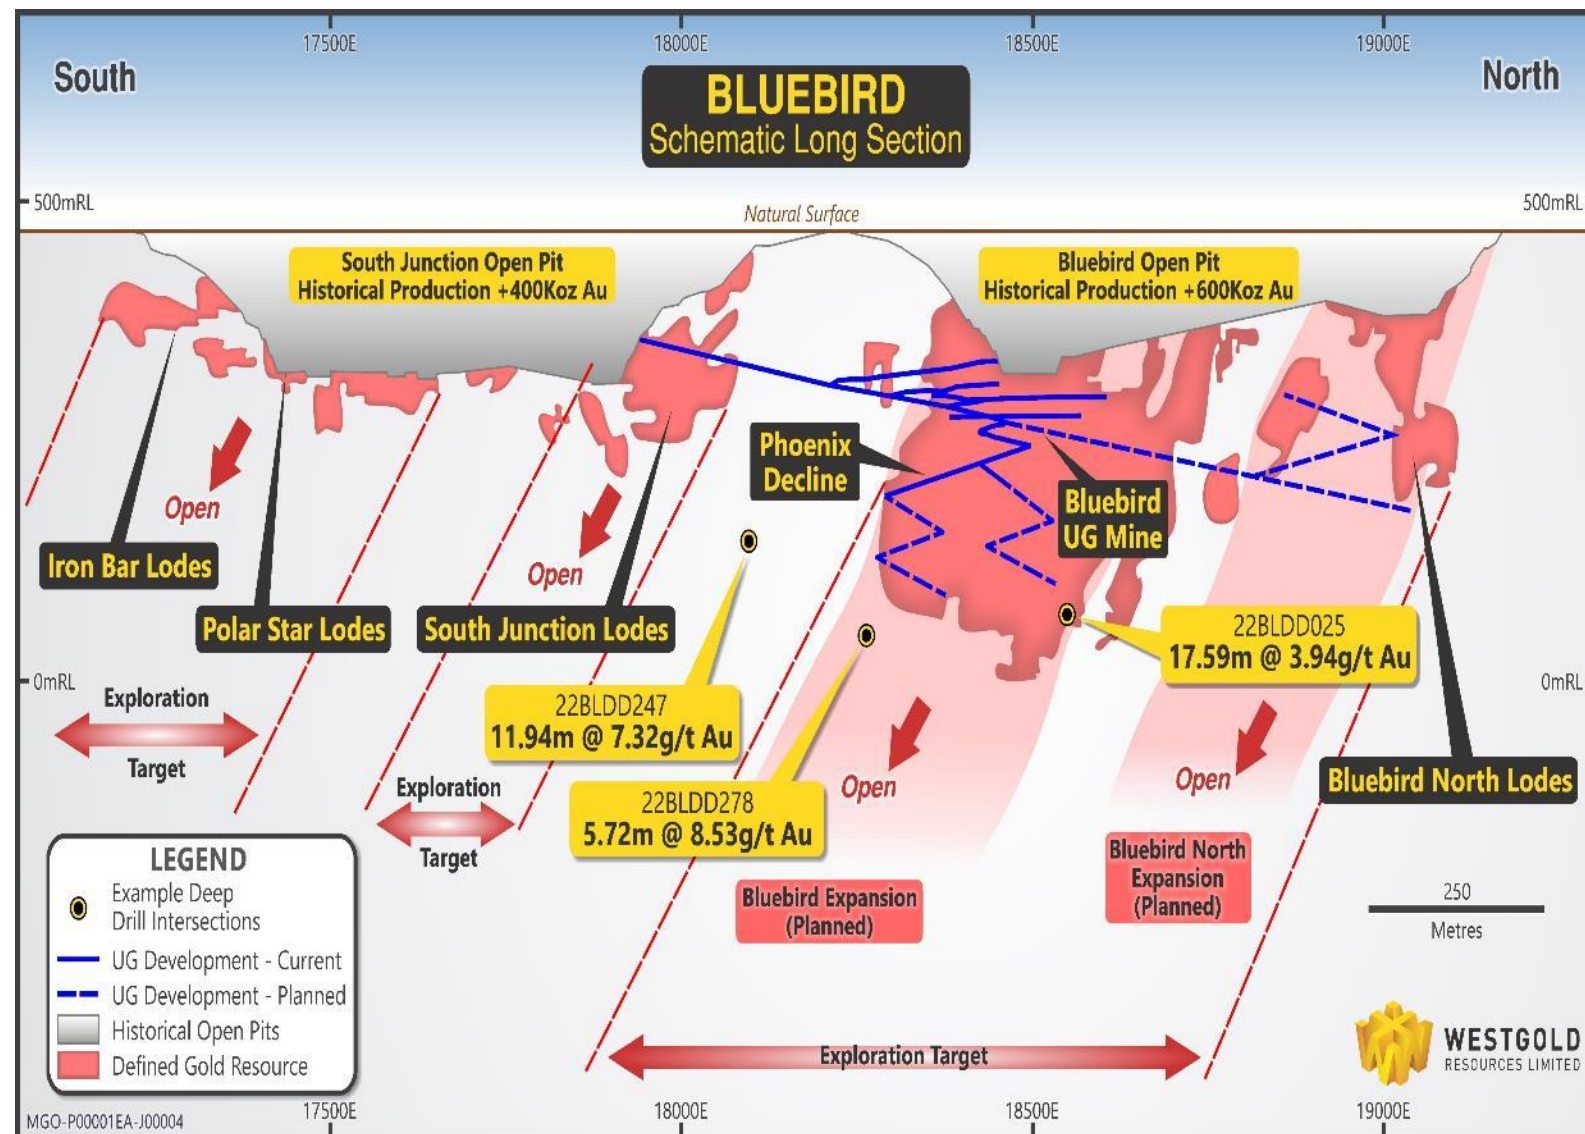 17500E
18000E
18500E
19000E
South
North
BLUEBIRD
Schematic Long Section
500mRL
500mRL
Natural Surface
South Junction Open Pit
Historical Production +400Koz Au
Bluebird Open Pit
Historical Production +600Koz Au
Phoenix
Decline
Bluebird
UG Mine
Open
Iron Bar Lodes
Open
Polar Star Lodes
South Junction Lodes
22BLDD025
17.59m @ 3.94g/t Au
0mRL
0mRL
Exploration
Target
22BLDD247
11.94m @ 7.32g/t Au
Exploration
Target
22BLDD278
5.72m @ 8.53g/t Au
Open
Open
Bluebird North Lodes
Bluebird Expansion
(Planned)
Bluebird North
Expansion
(Planned)
250
Metres
LEGEND
Example Deep
Drill Intersections
UG Development - Current
UG Development - Planned
Historical Open Pits
Defined Gold Resource
Exploration Target
WESTGOLD
RESOURCES LIMITED
MGO-P00001EA-J00004
17500E
18000E
18500E
19000E